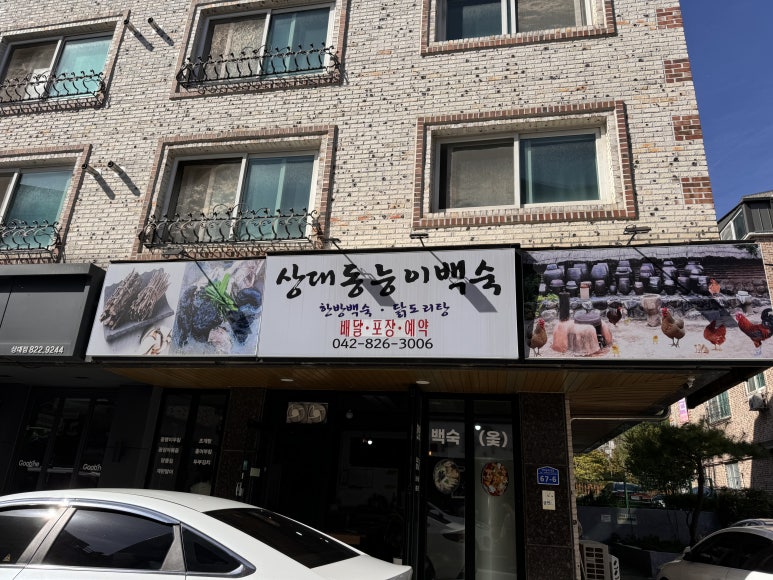 상대동능이백숙
한방백숙 · 닭도리탕
배달·포장·예약
042-826-3006
상대점 822.9244
백숙 (옻)
67-6